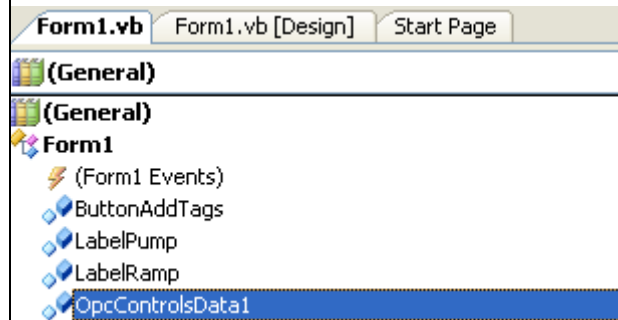 Form1.vb Form1.vb [Design] Start Page
(General)
(General)
Form1
(Form1 Events)
ButtonAddTags
LabelPump
LabelRamp
OpcControlsData1